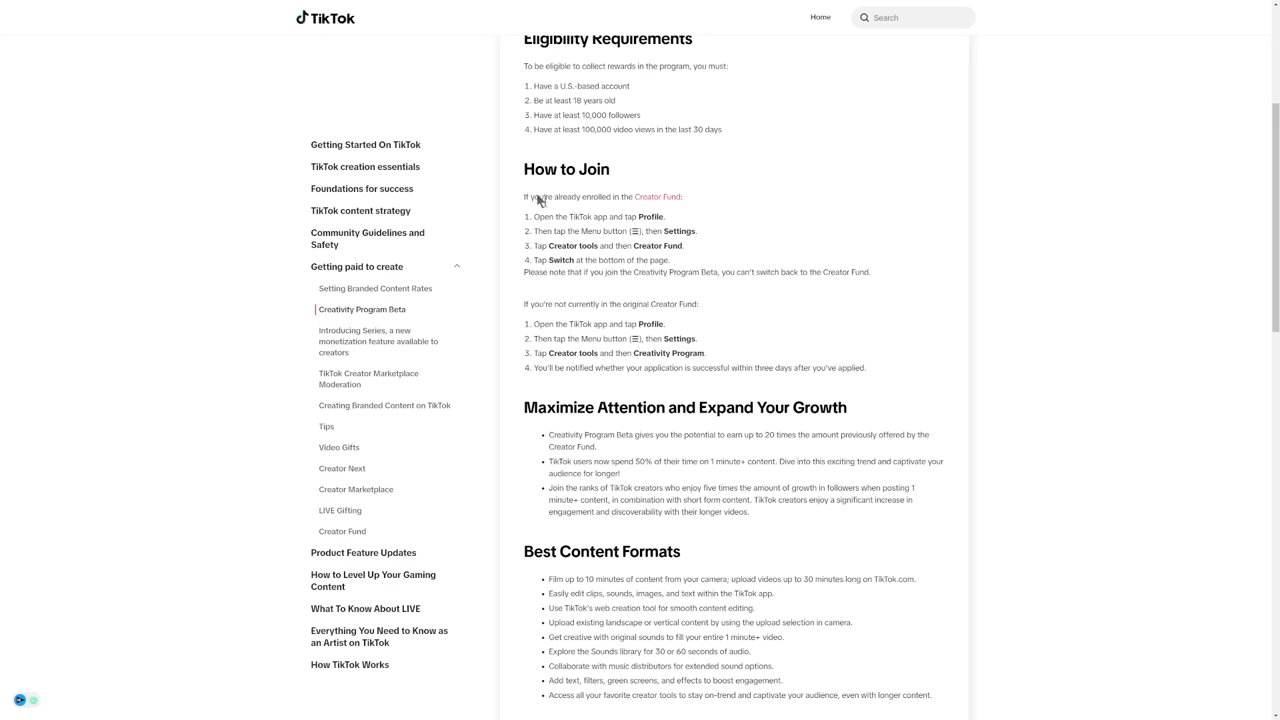 TikTok
Home
Search
Eligibility Requirements
To be eligible to collect rewards in the program, you must:
1. Have a U.S.-based account
2. Be at least 18 years old
3. Have at least 10,000 followers
4. Have at least 100,000 video views in the last 30 days
How to Join
If you're already enrolled in the Creator Fund:
1. Open the TikTok app and tap Profile.
2. Then tap the Menu button (☰), then Settings.
3. Tap Creator tools and then Creator Fund.
4. Tap Switch at the bottom of the page.
Please note that if you join the Creativity Program Beta, you can't switch back to the Creator Fund.
If you're not currently in the original Creator Fund:
1. Open the TikTok app and tap Profile.
2. Then tap the Menu button (☰), then Settings.
3. Tap Creator tools and then Creativity Program.
4. You'll be notified whether your application is successful within three days after you've applied.
Maximize Attention and Expand Your Growth
• Creativity Program Beta gives you the potential to earn up to 20 times the amount previously offered by the
Creator Fund.
• TikTok users now spend 50% of their time on 1 minute+ content. Dive into this exciting trend and captivate your
audience for longer!
• Join the ranks of TikTok creators who enjoy five times the amount of growth in followers when posting 1
minute+ content, in combination with short form content. TikTok creators enjoy a significant increase in
engagement and discoverability with their longer videos.
Best Content Formats
• Film up to 10 minutes of content from your camera; upload videos up to 30 minutes long on TikTok.com.
• Easily edit clips, sounds, images, and text within the TikTok app.
• Use TikTok's web creation tool for smooth content editing.
• Upload existing landscape or vertical content by using the upload selection in camera.
• Get creative with original sounds to fill your entire 1 minute+ video.
• Explore the Sounds library for 30 or 60 seconds of audio.
• Collaborate with music distributors for extended sound options.
• Add text, filters, green screens, and effects to boost engagement.
• Access all your favorite creator tools to stay on-trend and captivate your audience, even with longer content.
Getting Started On TikTok
TikTok creation essentials
Foundations for success
TikTok content strategy
Community Guidelines and
Safety
Getting paid to create
Setting Branded Content Rates
Creativity Program Beta
Introducing Series, a new
monetization feature available to
creators
TikTok Creator Marketplace
Moderation
Creating Branded Content on TikTok
Tips
Video Gifts
Creator Next
Creator Marketplace
LIVE Gifting
Creator Fund
Product Feature Updates
How to Level Up Your Gaming
Content
What To Know About LIVE
Everything You Need to Know as
an Artist on TikTok
How TikTok Works